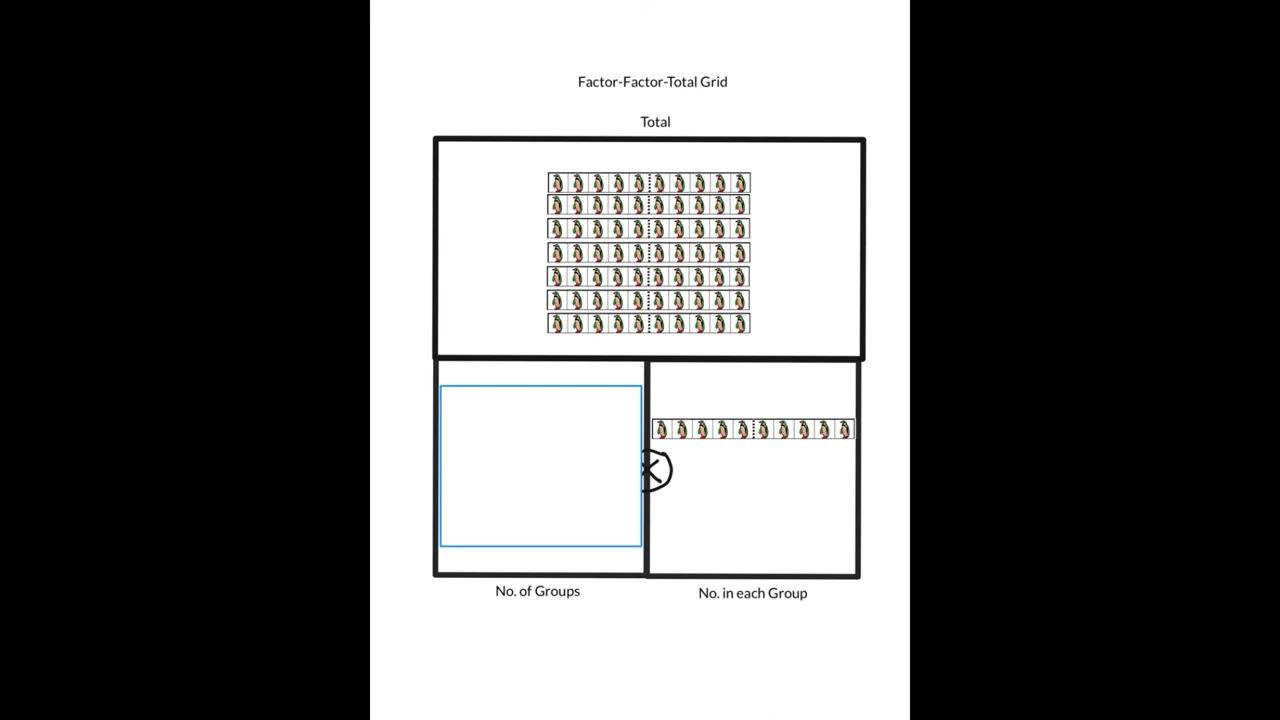 Factor-Factor-Total Grid
Total
X
No. of Groups
No. in each Group